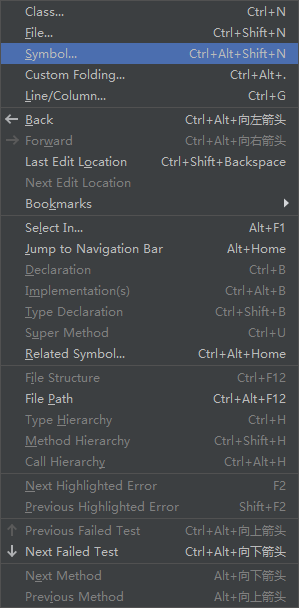 Class... Ctrl+N
File... Ctrl+Shift+N
Symbol... Ctrl+Alt+Shift+N
Custom Folding... Ctrl+Alt+.
Line/Column... Ctrl+G
Back Ctrl+Alt+向左箭头
Forward Ctrl+Alt+向右箭头
Last Edit Location Ctrl+Shift+Backspace
Next Edit Location
Bookmarks
Select In... Alt+F1
Jump to Navigation Bar Alt+Home
Declaration Ctrl+B
Implementation(s) Ctrl+Alt+B
Type Declaration Ctrl+Shift+B
Super Method Ctrl+U
Related Symbol... Ctrl+Alt+Home
File Structure Ctrl+F12
File Path Ctrl+Alt+F12
Type Hierarchy Ctrl+H
Method Hierarchy Ctrl+Shift+H
Call Hierarchy Ctrl+Alt+H
Next Highlighted Error F2
Previous Highlighted Error Shift+F2
Previous Failed Test Ctrl+Alt+向上箭头
Next Failed Test Ctrl+Alt+向下箭头
Next Method Alt+向下箭头
Previous Method Alt+向上箭头